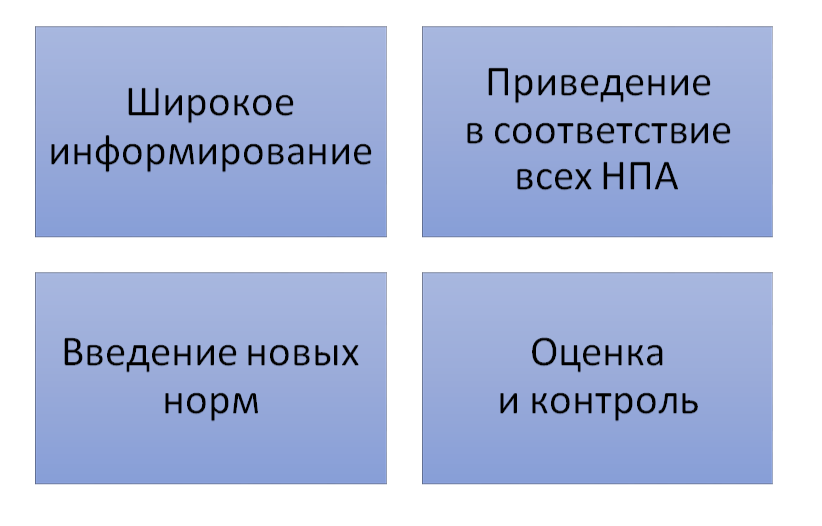 Широкое
информирование
Приведение
в соответствие
всех НПА
Введение новых
норм
Оценка
и контроль